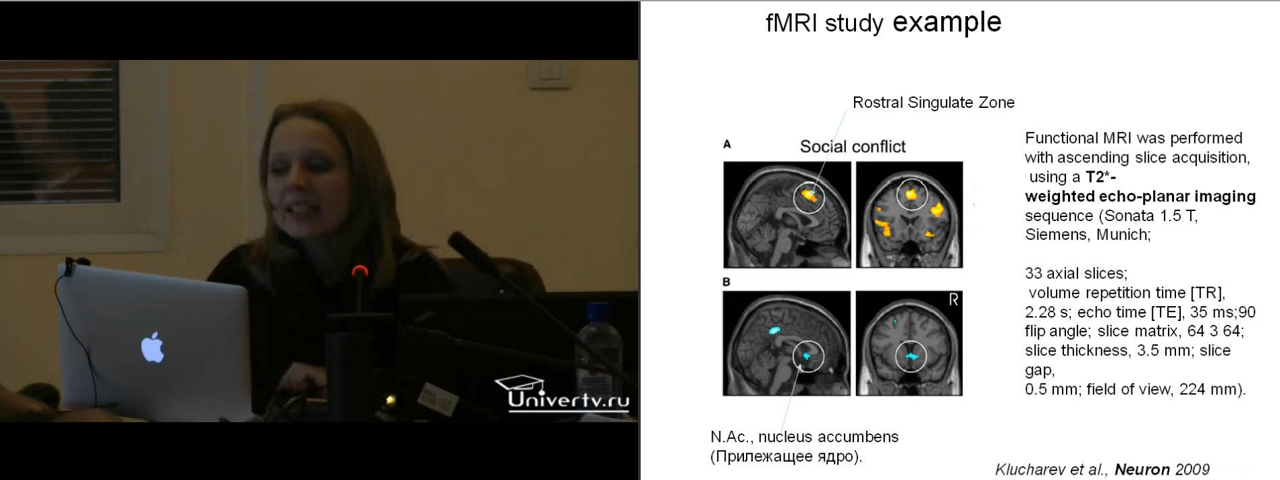 Univertv.ru
fMRI study example
Rostral Singulate Zone
A
Social conflict
B
R
N.Ac., nucleus accumbens
(Прилежащее ядро).
Functional MRI was performed
with ascending slice acquisition,
using a T2*-
weighted echo-planar imaging
sequence (Sonata 1.5 T,
Siemens, Munich;
33 axial slices;
volume repetition time [TR],
2.28 s; echo time [TE], 35 ms;90
flip angle; slice matrix, 64 3 64;
slice thickness, 3.5 mm; slice
gap,
0.5 mm; field of view, 224 mm).
Klucharev et al., Neuron 2009